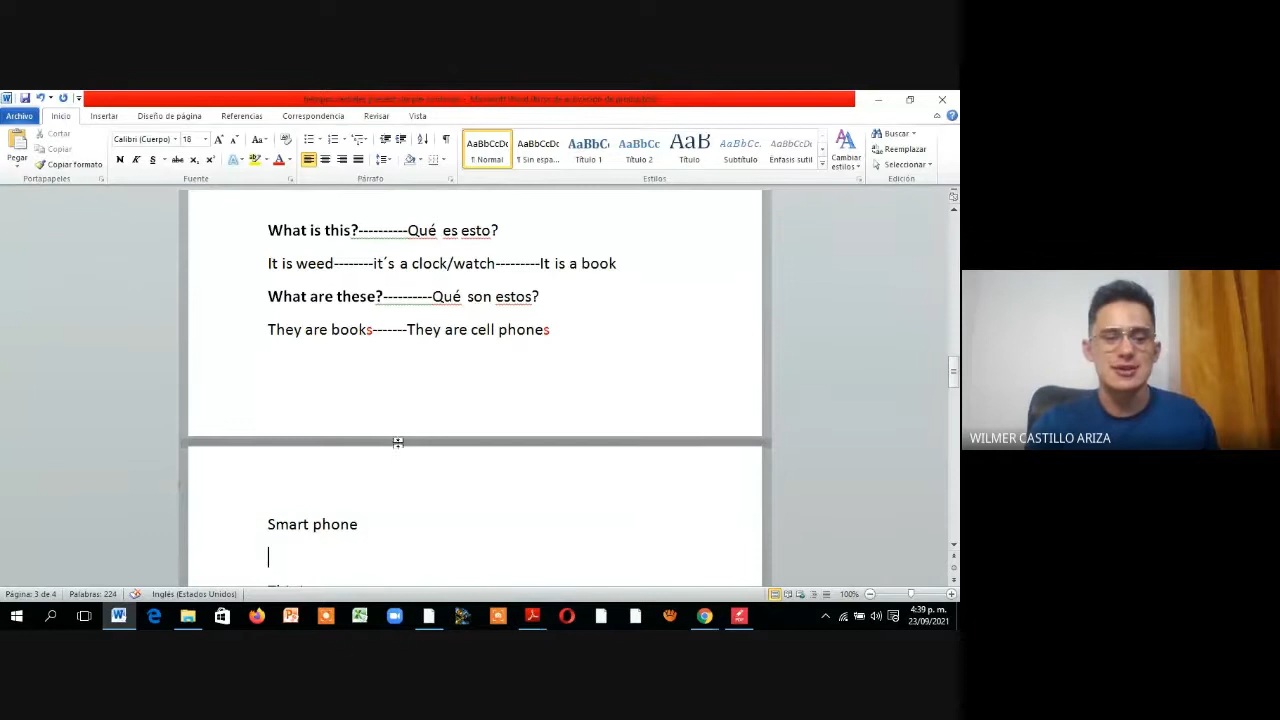 Microsoft Word
Archivo Inicio Insertar Diseño de página Referencias Correspondencia Revisar Vista
Pegar
Cortar
Copiar
Copiar formato
Portapapeles
Calibri (Cuerpo) 18
Fuente
Párrafo
AaBbCcDc AaBbCcDc AaBbC AaBbCc AaB AaBbCc. AaBbCcDc
¶ Normal ¶ Sin espa... Título 1 Título 2 Título Subtítulo Énfasis sutil
Estilos
Cambiar estilos
Buscar
Reemplazar
Seleccionar
Edición
What is this?----------Qué es esto?
It is weed--------it´s a clock/watch---------It is a book
What are these?----------Qué son estos?
They are books-------They are cell phones
Smart phone
WILMER CASTILLO ARIZA
Página: 3 de 4 Palabras: 224 Inglés (Estados Unidos) 100%
4:39 p. m.
23/09/2021